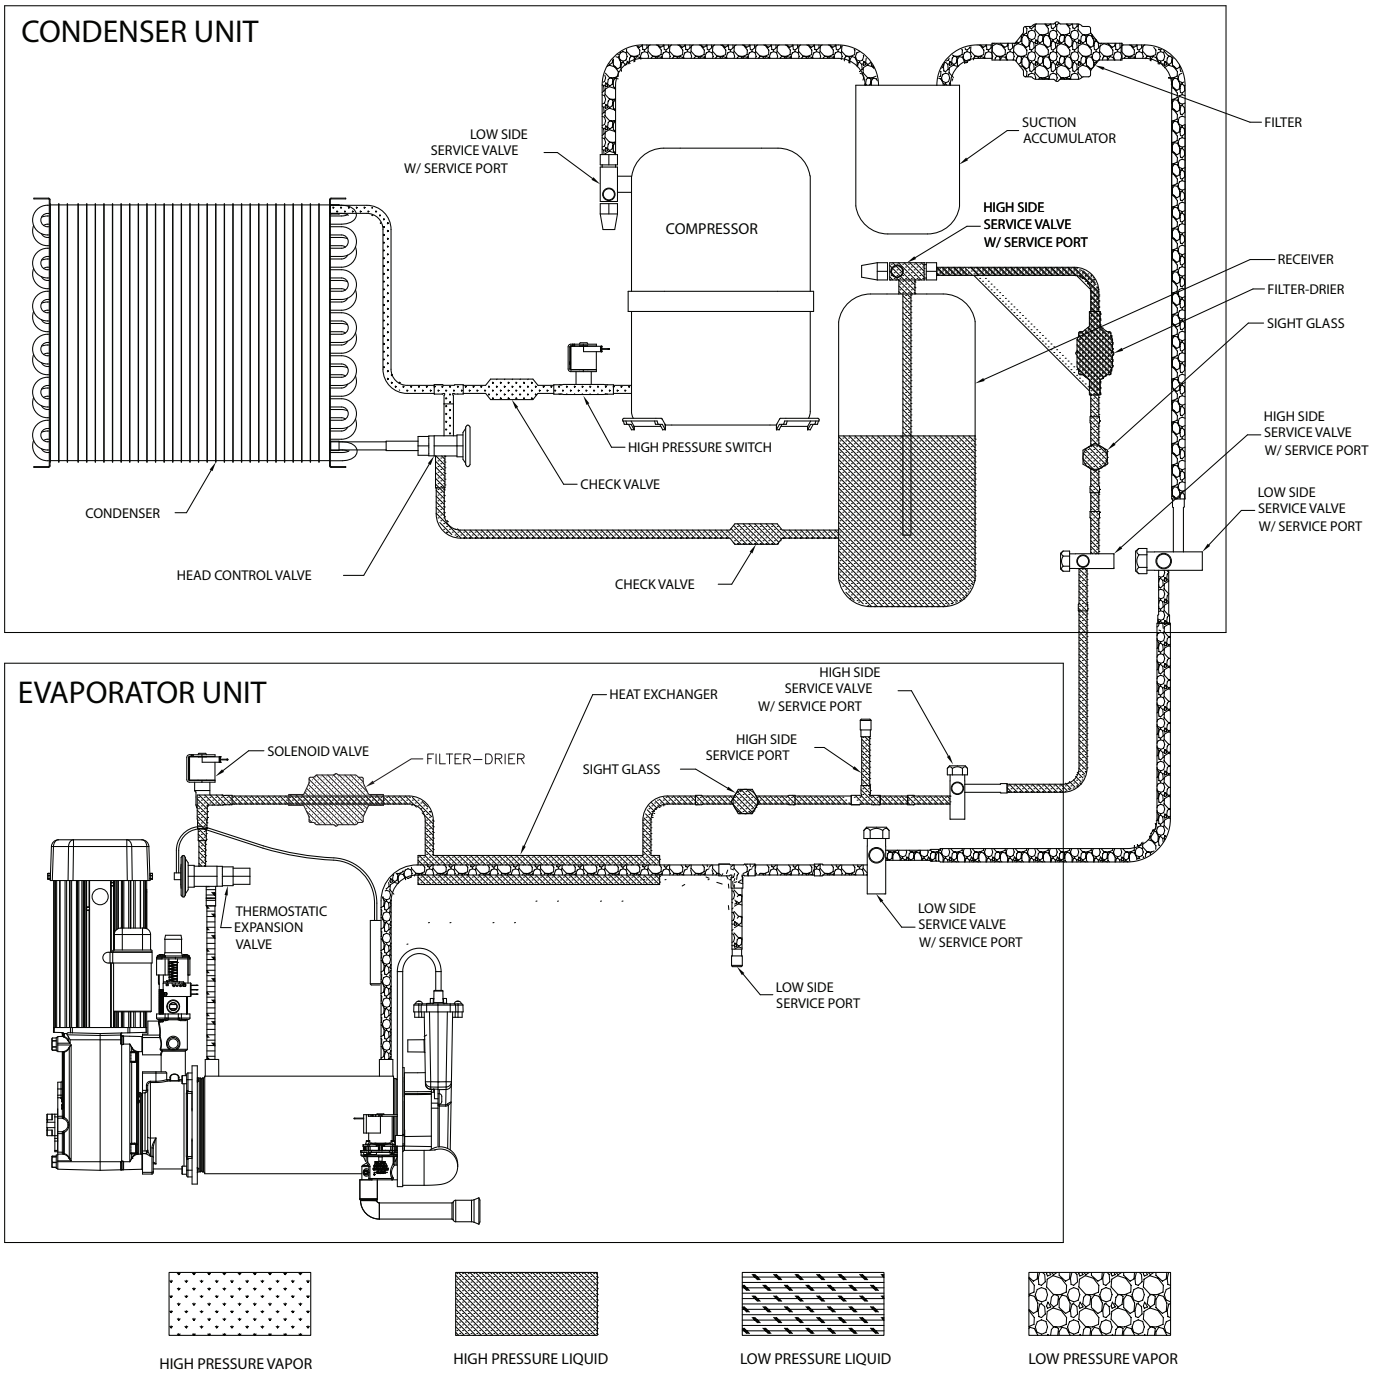 CONDENSER UNIT
FILTER
SUCTION
ACCUMULATOR
LOW SIDE
SERVICE VALVE
W/ SERVICE PORT
HIGH SIDE
SERVICE VALVE
W/ SERVICE PORT
COMPRESSOR
RECEIVER
FILTER-DRIER
SIGHT GLASS
HIGH SIDE
SERVICE VALVE
W/ SERVICE PORT
HIGH PRESSURE SWITCH
CHECK VALVE
LOW SIDE
SERVICE VALVE
W/ SERVICE PORT
CONDENSER
HEAD CONTROL VALVE
CHECK VALVE
EVAPORATOR UNIT
HEAT EXCHANGER
HIGH SIDE
SERVICE VALVE
W/ SERVICE PORT
HIGH SIDE
SERVICE PORT
SOLENOID VALVE
FILTER-DRIER
SIGHT GLASS
THERMOSTATIC
EXPANSION
VALVE
LOW SIDE
SERVICE VALVE
W/ SERVICE PORT
LOW SIDE
SERVICE PORT
HIGH PRESSURE VAPOR
HIGH PRESSURE LIQUID
LOW PRESSURE LIQUID
LOW PRESSURE VAPOR